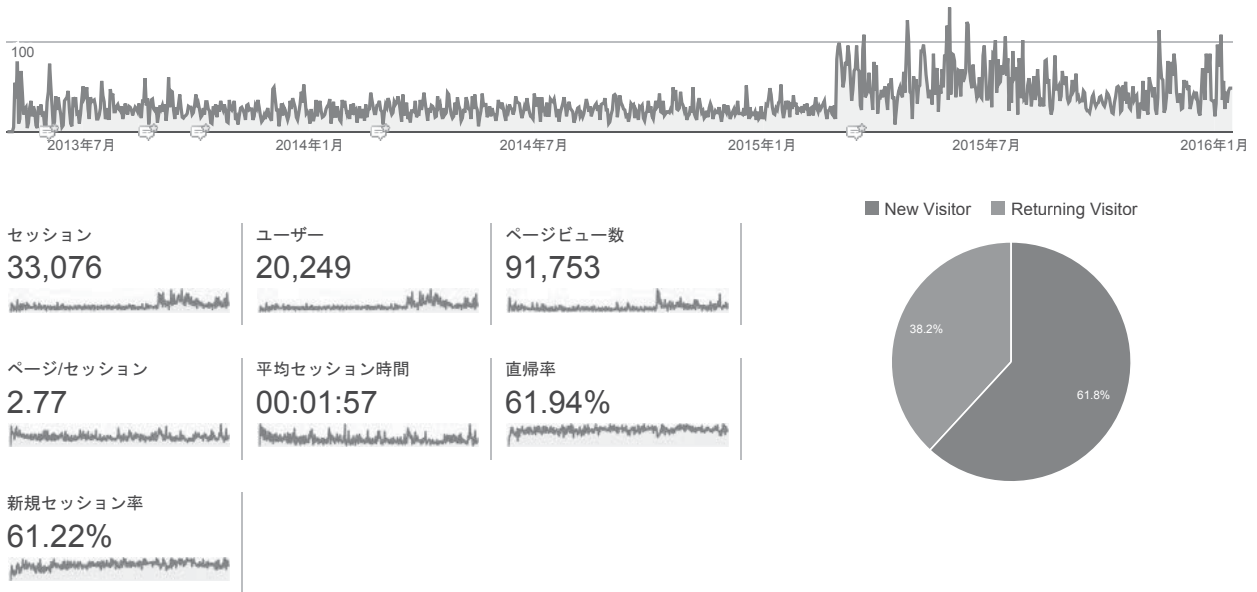 100
2013年7月 2014年1月 2014年7月 2015年1月 2015年7月 2016年1月
New Visitor Returning Visitor
セッション ユーザー ページビュー数
33,076 20,249 91,753
ページ/セッション 平均セッション時間 直帰率
2.77 00:01:57 61.94%
38.2%
61.8%
新規セッション率
61.22%